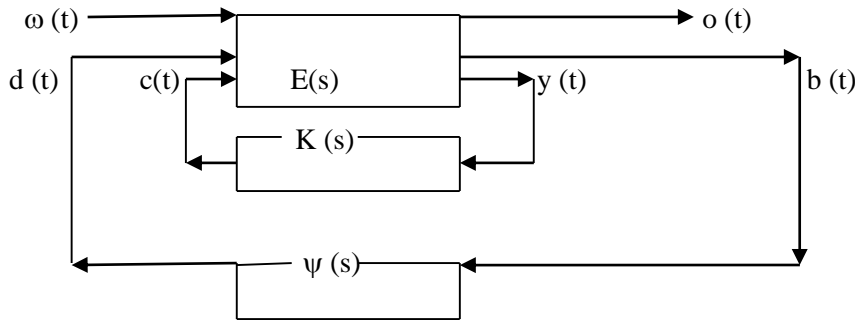 ω (t) o (t)
d (t) c(t) E(s) y (t) b (t)
K (s)
ψ (s)